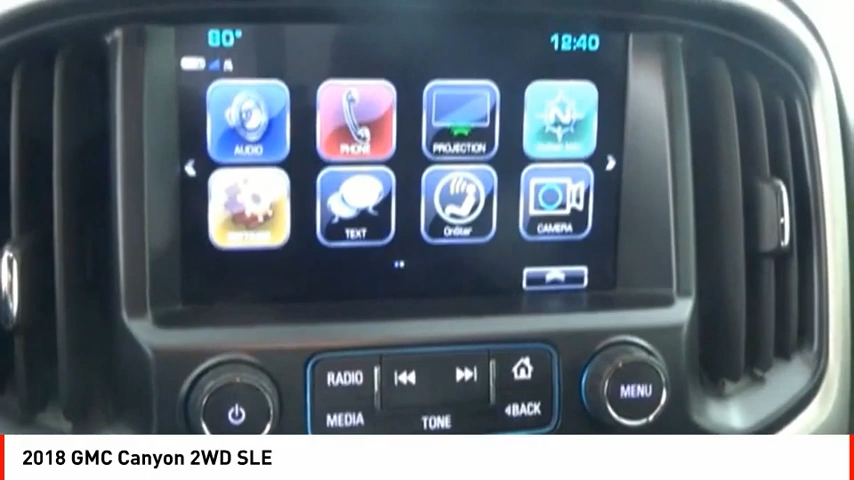 80° 12:40
AUDIO PHONE PROJECTION
TEXT OnStar CAMERA
RADIO
MEDIA TONE BACK
MENU
2018 GMC Canyon 2WD SLE